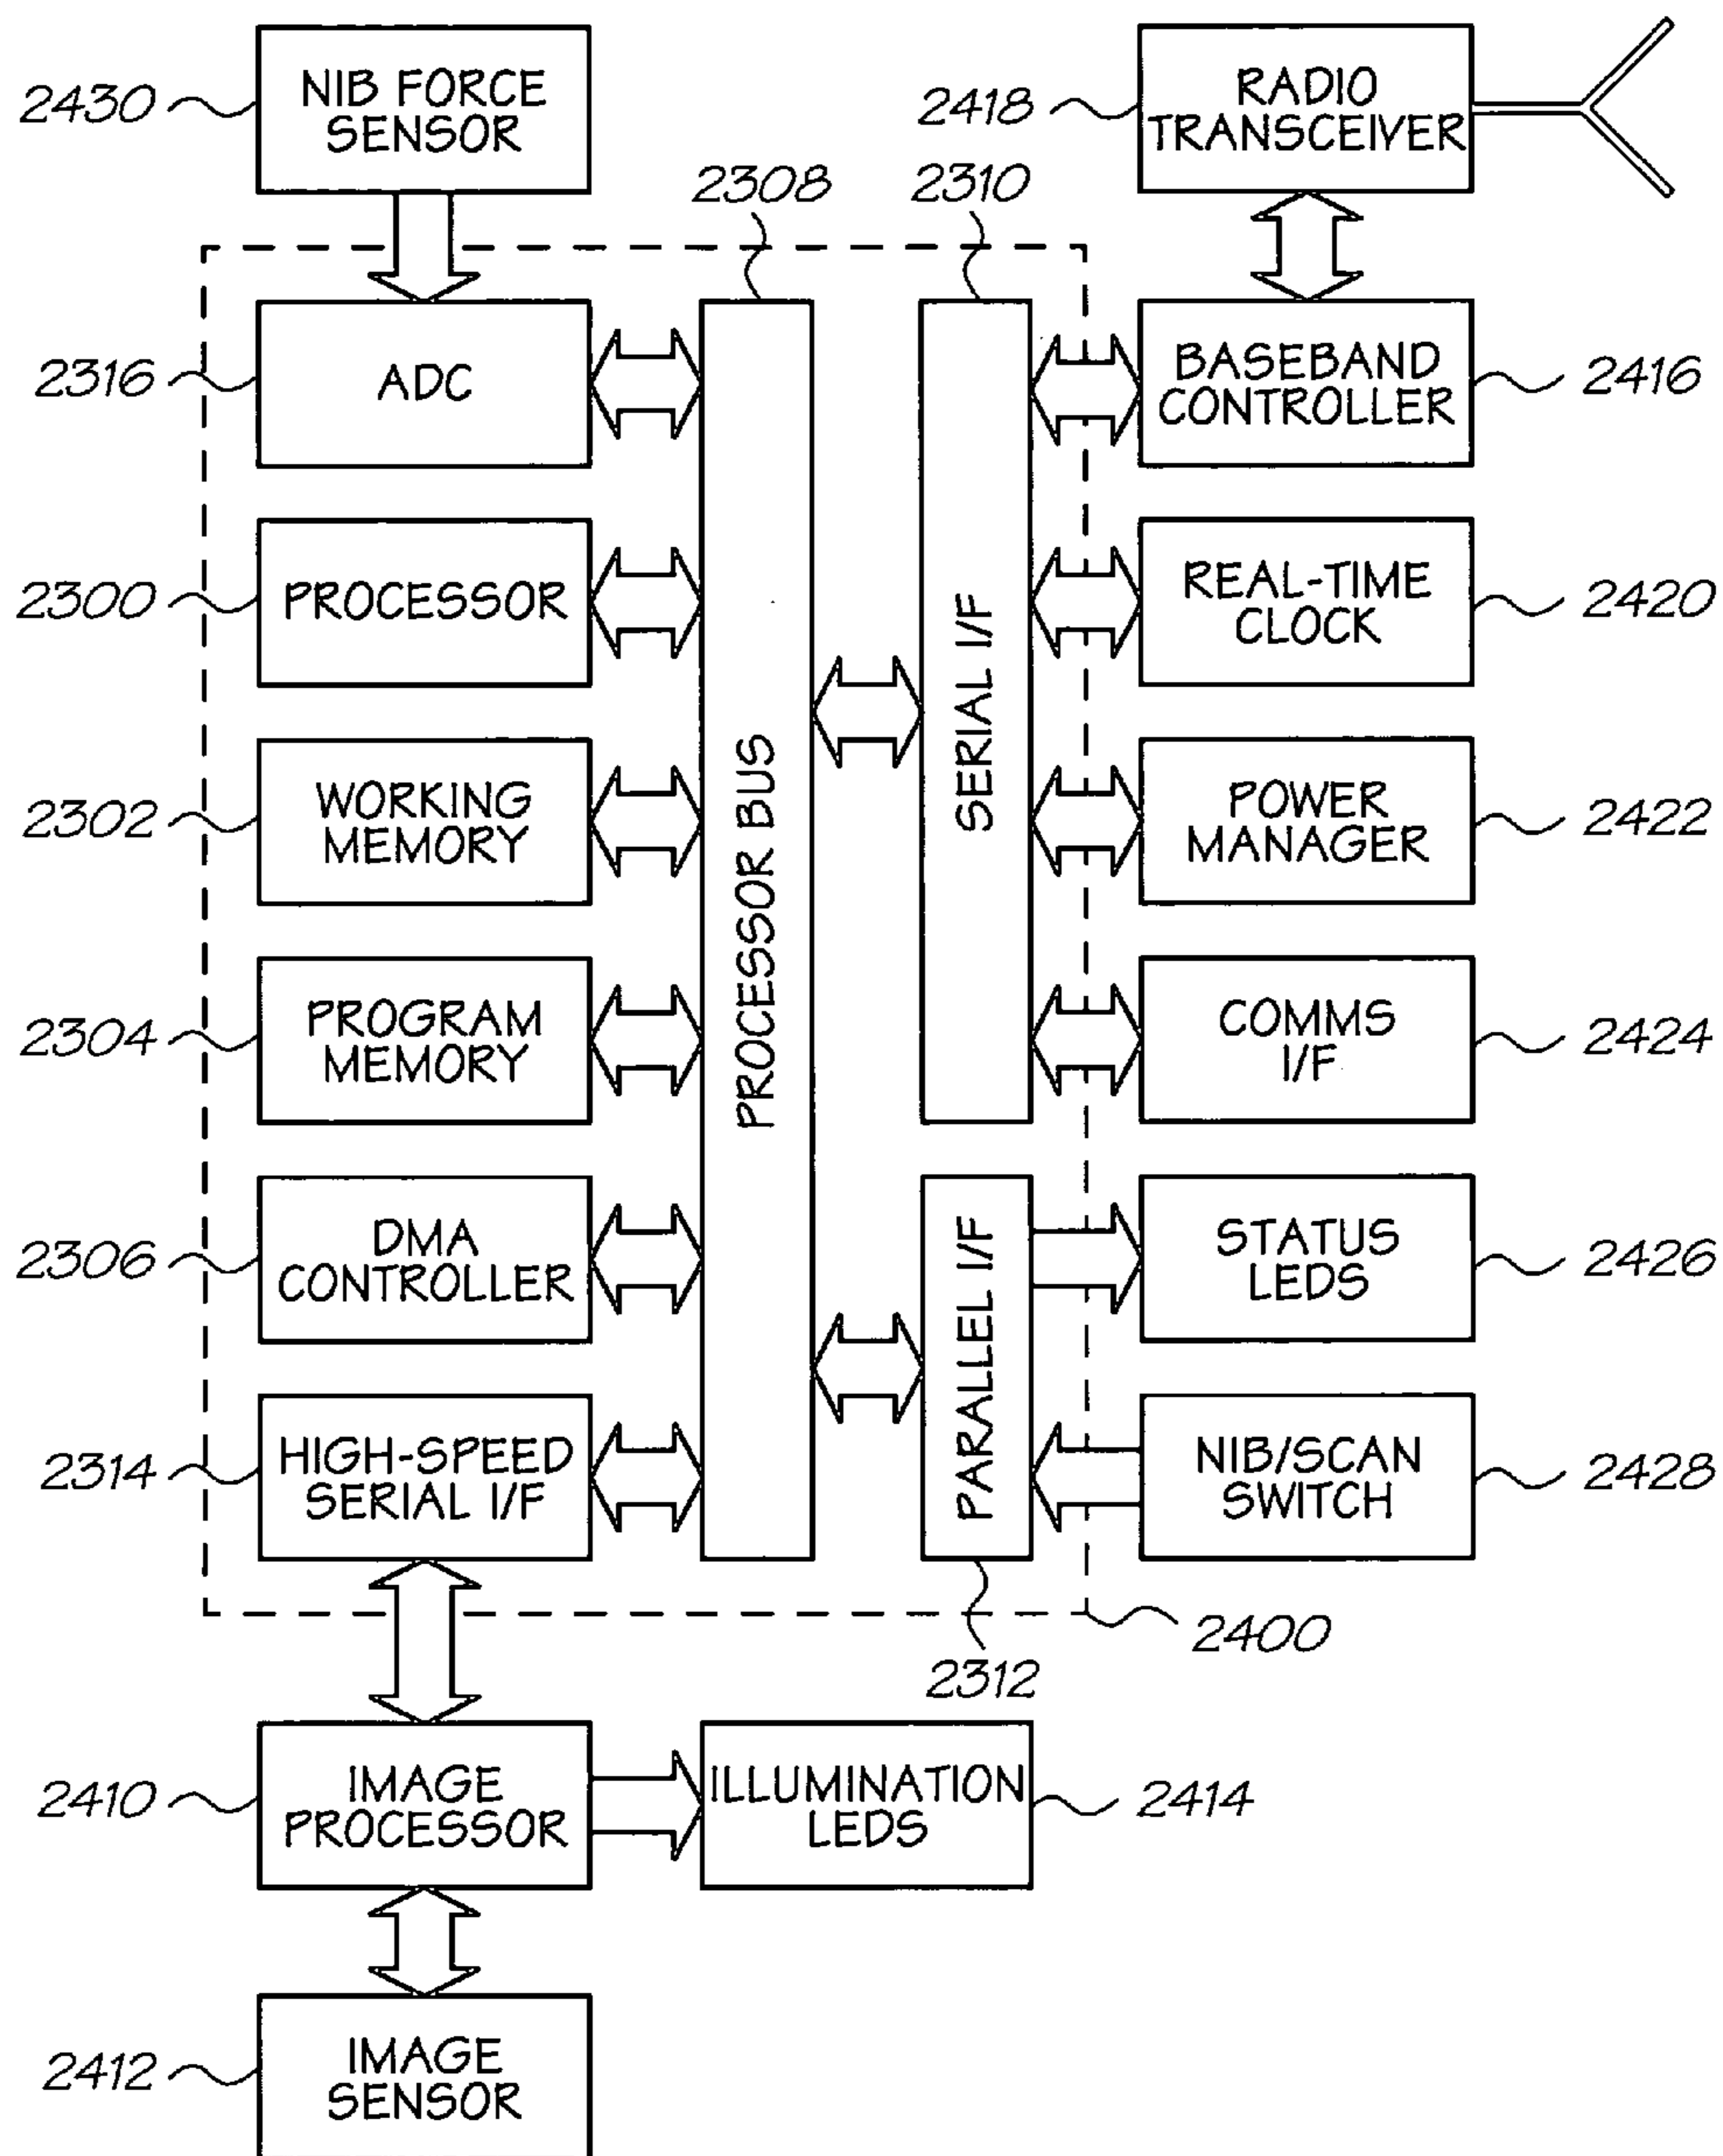 2430
NIB FORCE
SENSOR
2418
RADIO
TRANSCEIVER
2308
2310
2316
ADC
BASEBAND
CONTROLLER
2416
2300
PROCESSOR
REAL-TIME
CLOCK
2420
2302
WORKING
MEMORY
PROCESSOR BUS
SERIAL I/F
POWER
MANAGER
2422
2304
PROGRAM
MEMORY
COMMS
I/F
2424
2306
DMA
CONTROLLER
PARALLEL I/F
STATUS
LEDS
2426
2314
HIGH-SPEED
SERIAL I/F
NIB/SCAN
SWITCH
2428
2400
2312
2410
IMAGE
PROCESSOR
ILLUMINATION
LEDS
2414
2412
IMAGE
SENSOR